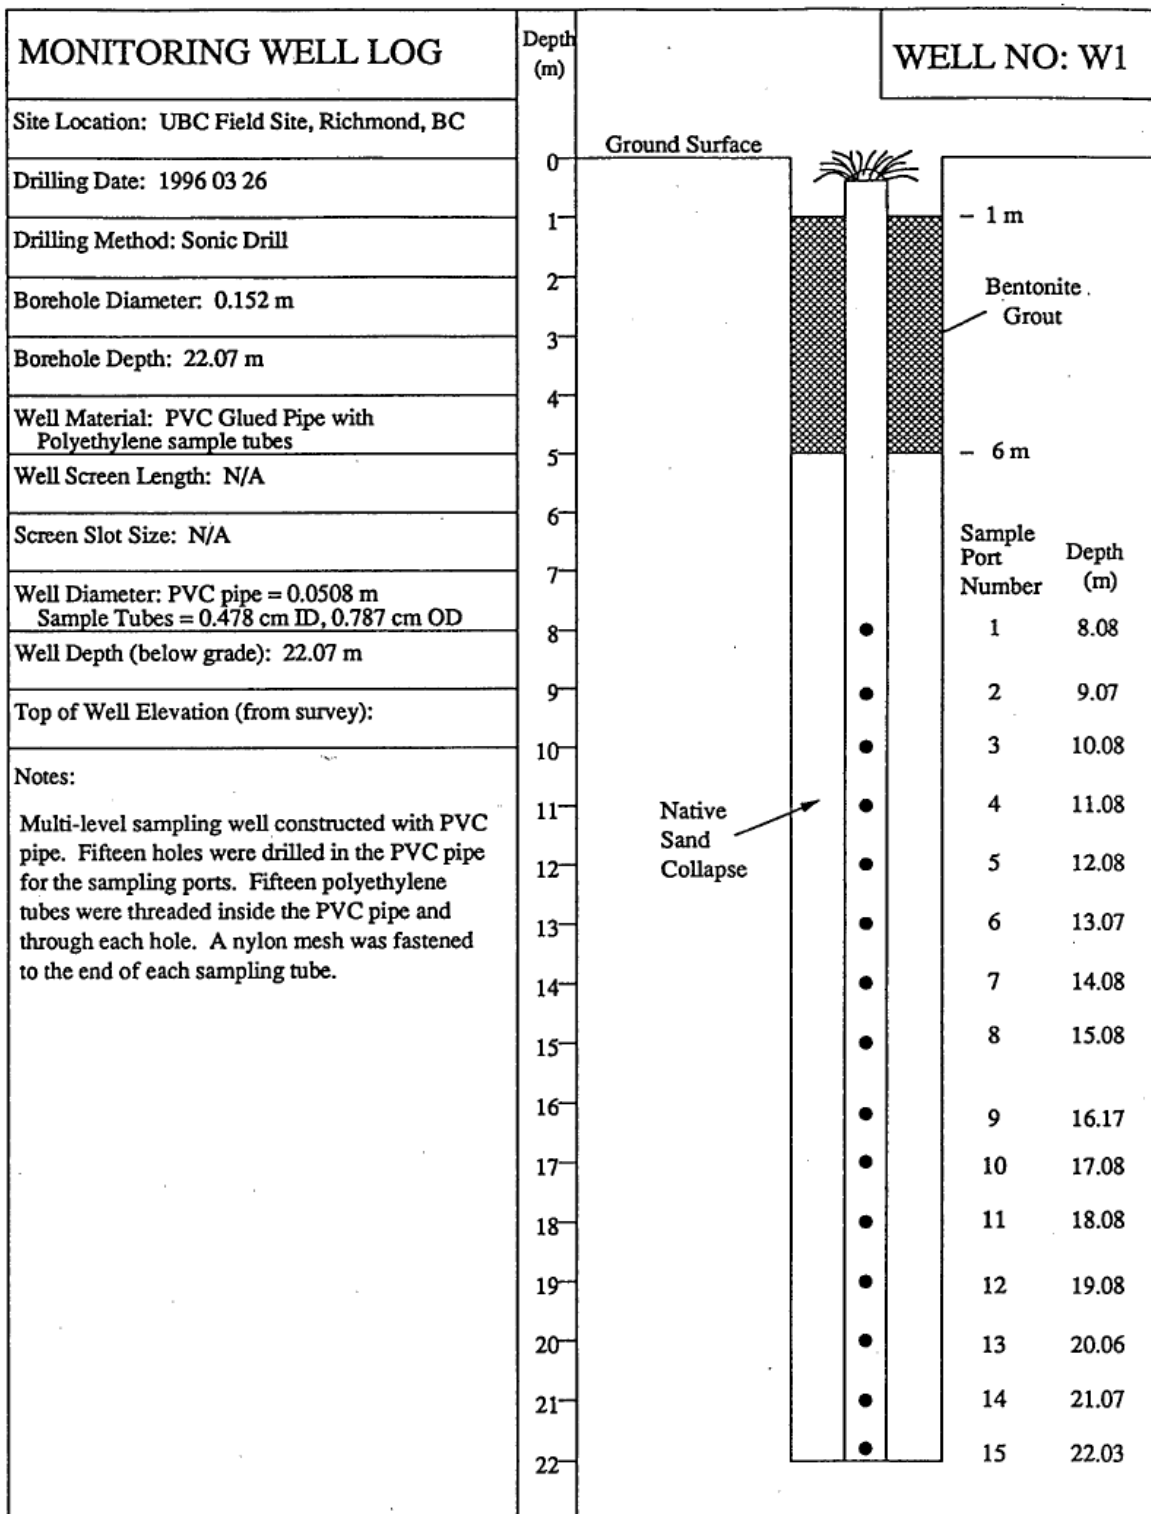 MONITORING WELL LOG
Site Location: UBC Field Site, Richmond, BC
Drilling Date: 1996 03 26
Drilling Method: Sonic Drill
Borehole Diameter: 0.152 m
Borehole Depth: 22.07 m
Well Material: PVC Glued Pipe with
Polyethylene sample tubes
Well Screen Length: N/A
Screen Slot Size: N/A
Well Diameter: PVC pipe = 0.0508 m
Sample Tubes = 0.478 cm ID, 0.787 cm OD
Well Depth (below grade): 22.07 m
Top of Well Elevation (from survey):
Notes:
Multi-level sampling well constructed with PVC
pipe. Fifteen holes were drilled in the PVC pipe
for the sampling ports. Fifteen polyethylene
tubes were threaded inside the PVC pipe and
through each hole. A nylon mesh was fastened
to the end of each sampling tube.
Depth
(m)
0
1
2
3
4
5
6
7
8
9
10
11
12
13
14
15
16
17
18
19
20
21
22
WELL NO: W1
Ground Surface
– 1 m
Bentonite
Grout
– 6 m
Native
Sand
Collapse
Sample
Port
Number
Depth
(m)
1 8.08
2 9.07
3 10.08
4 11.08
5 12.08
6 13.07
7 14.08
8 15.08
9 16.17
10 17.08
11 18.08
12 19.08
13 20.06
14 21.07
15 22.03